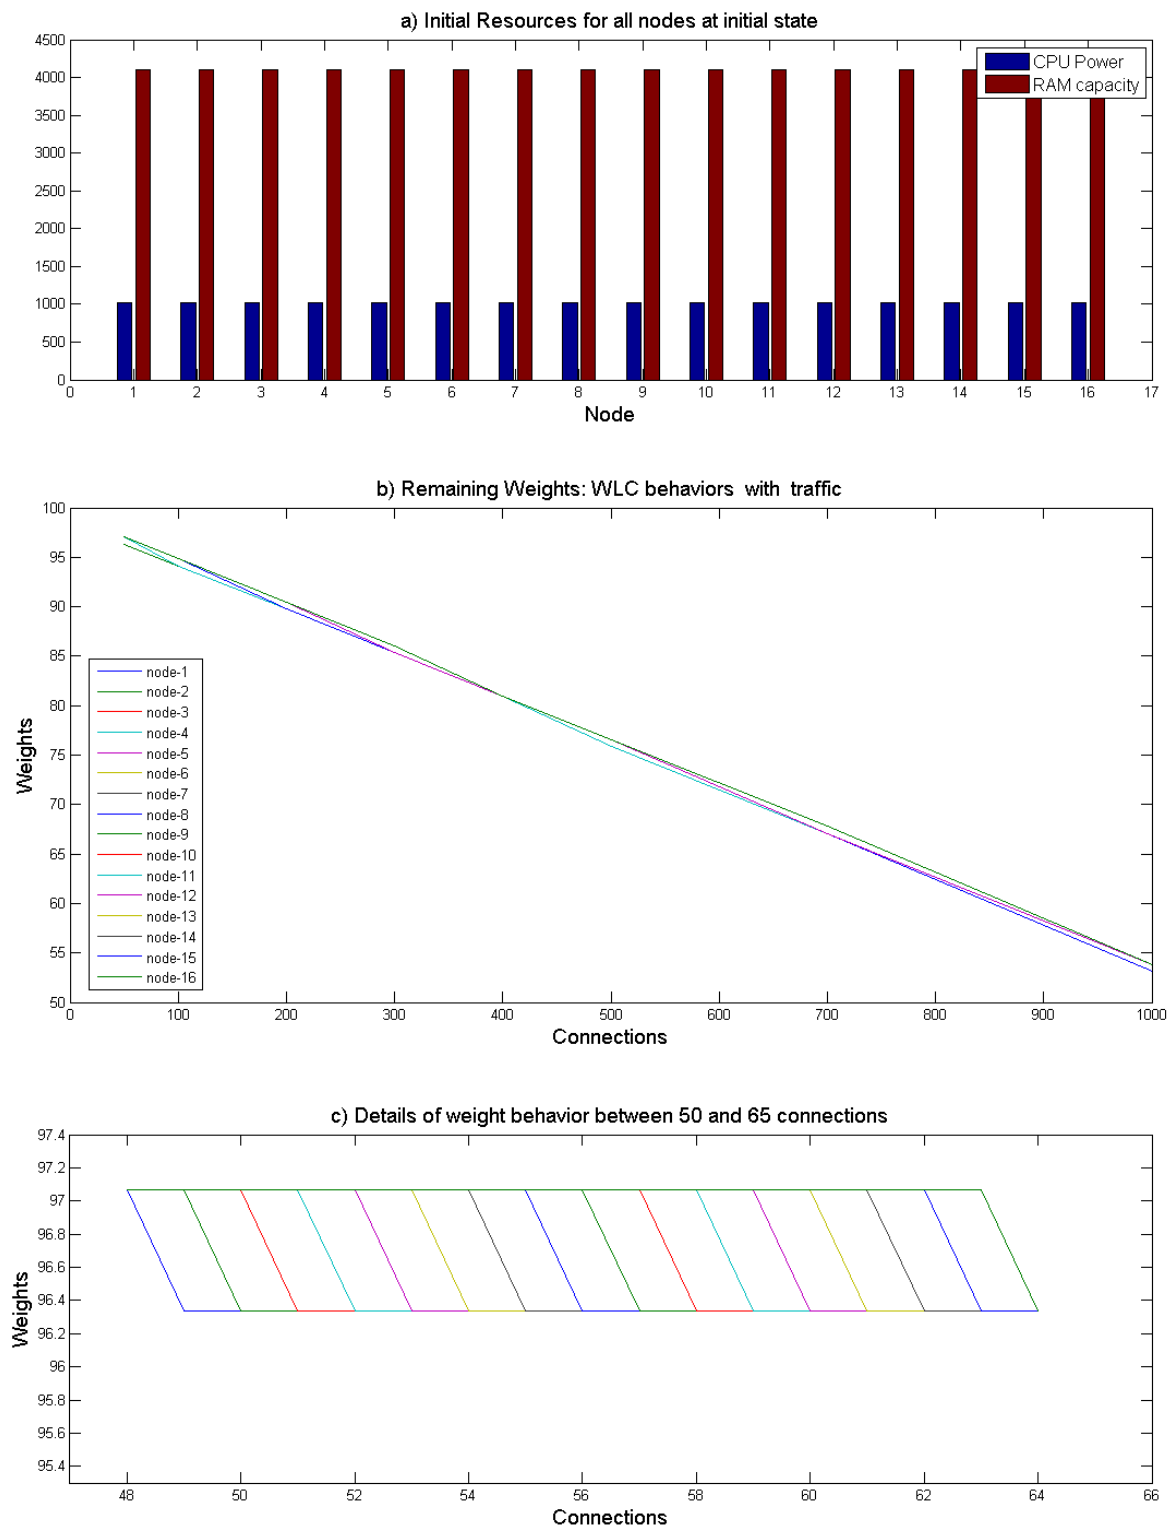 a) Initial Resources for all nodes at initial state
4500
4000
3500
3000
2500
2000
1500
1000
500
0
CPU Power
RAM capacity
0 1 2 3 4 5 6 7 8 9 10 11 12 13 14 15 16 17
Node
b) Remaining Weights: WLC behaviors with traffic
100
95
90
85
80
75
70
65
60
55
50
Weights
node-1
node-2
node-3
node-4
node-5
node-6
node-7
node-8
node-9
node-10
node-11
node-12
node-13
node-14
node-15
node-16
0 100 200 300 400 500 600 700 800 900 1000
Connections
c) Details of weight behavior between 50 and 65 connections
97.4
97.2
97
96.8
96.6
96.4
96.2
96
95.8
95.6
95.4
Weights
48 50 52 54 56 58 60 62 64 66
Connections